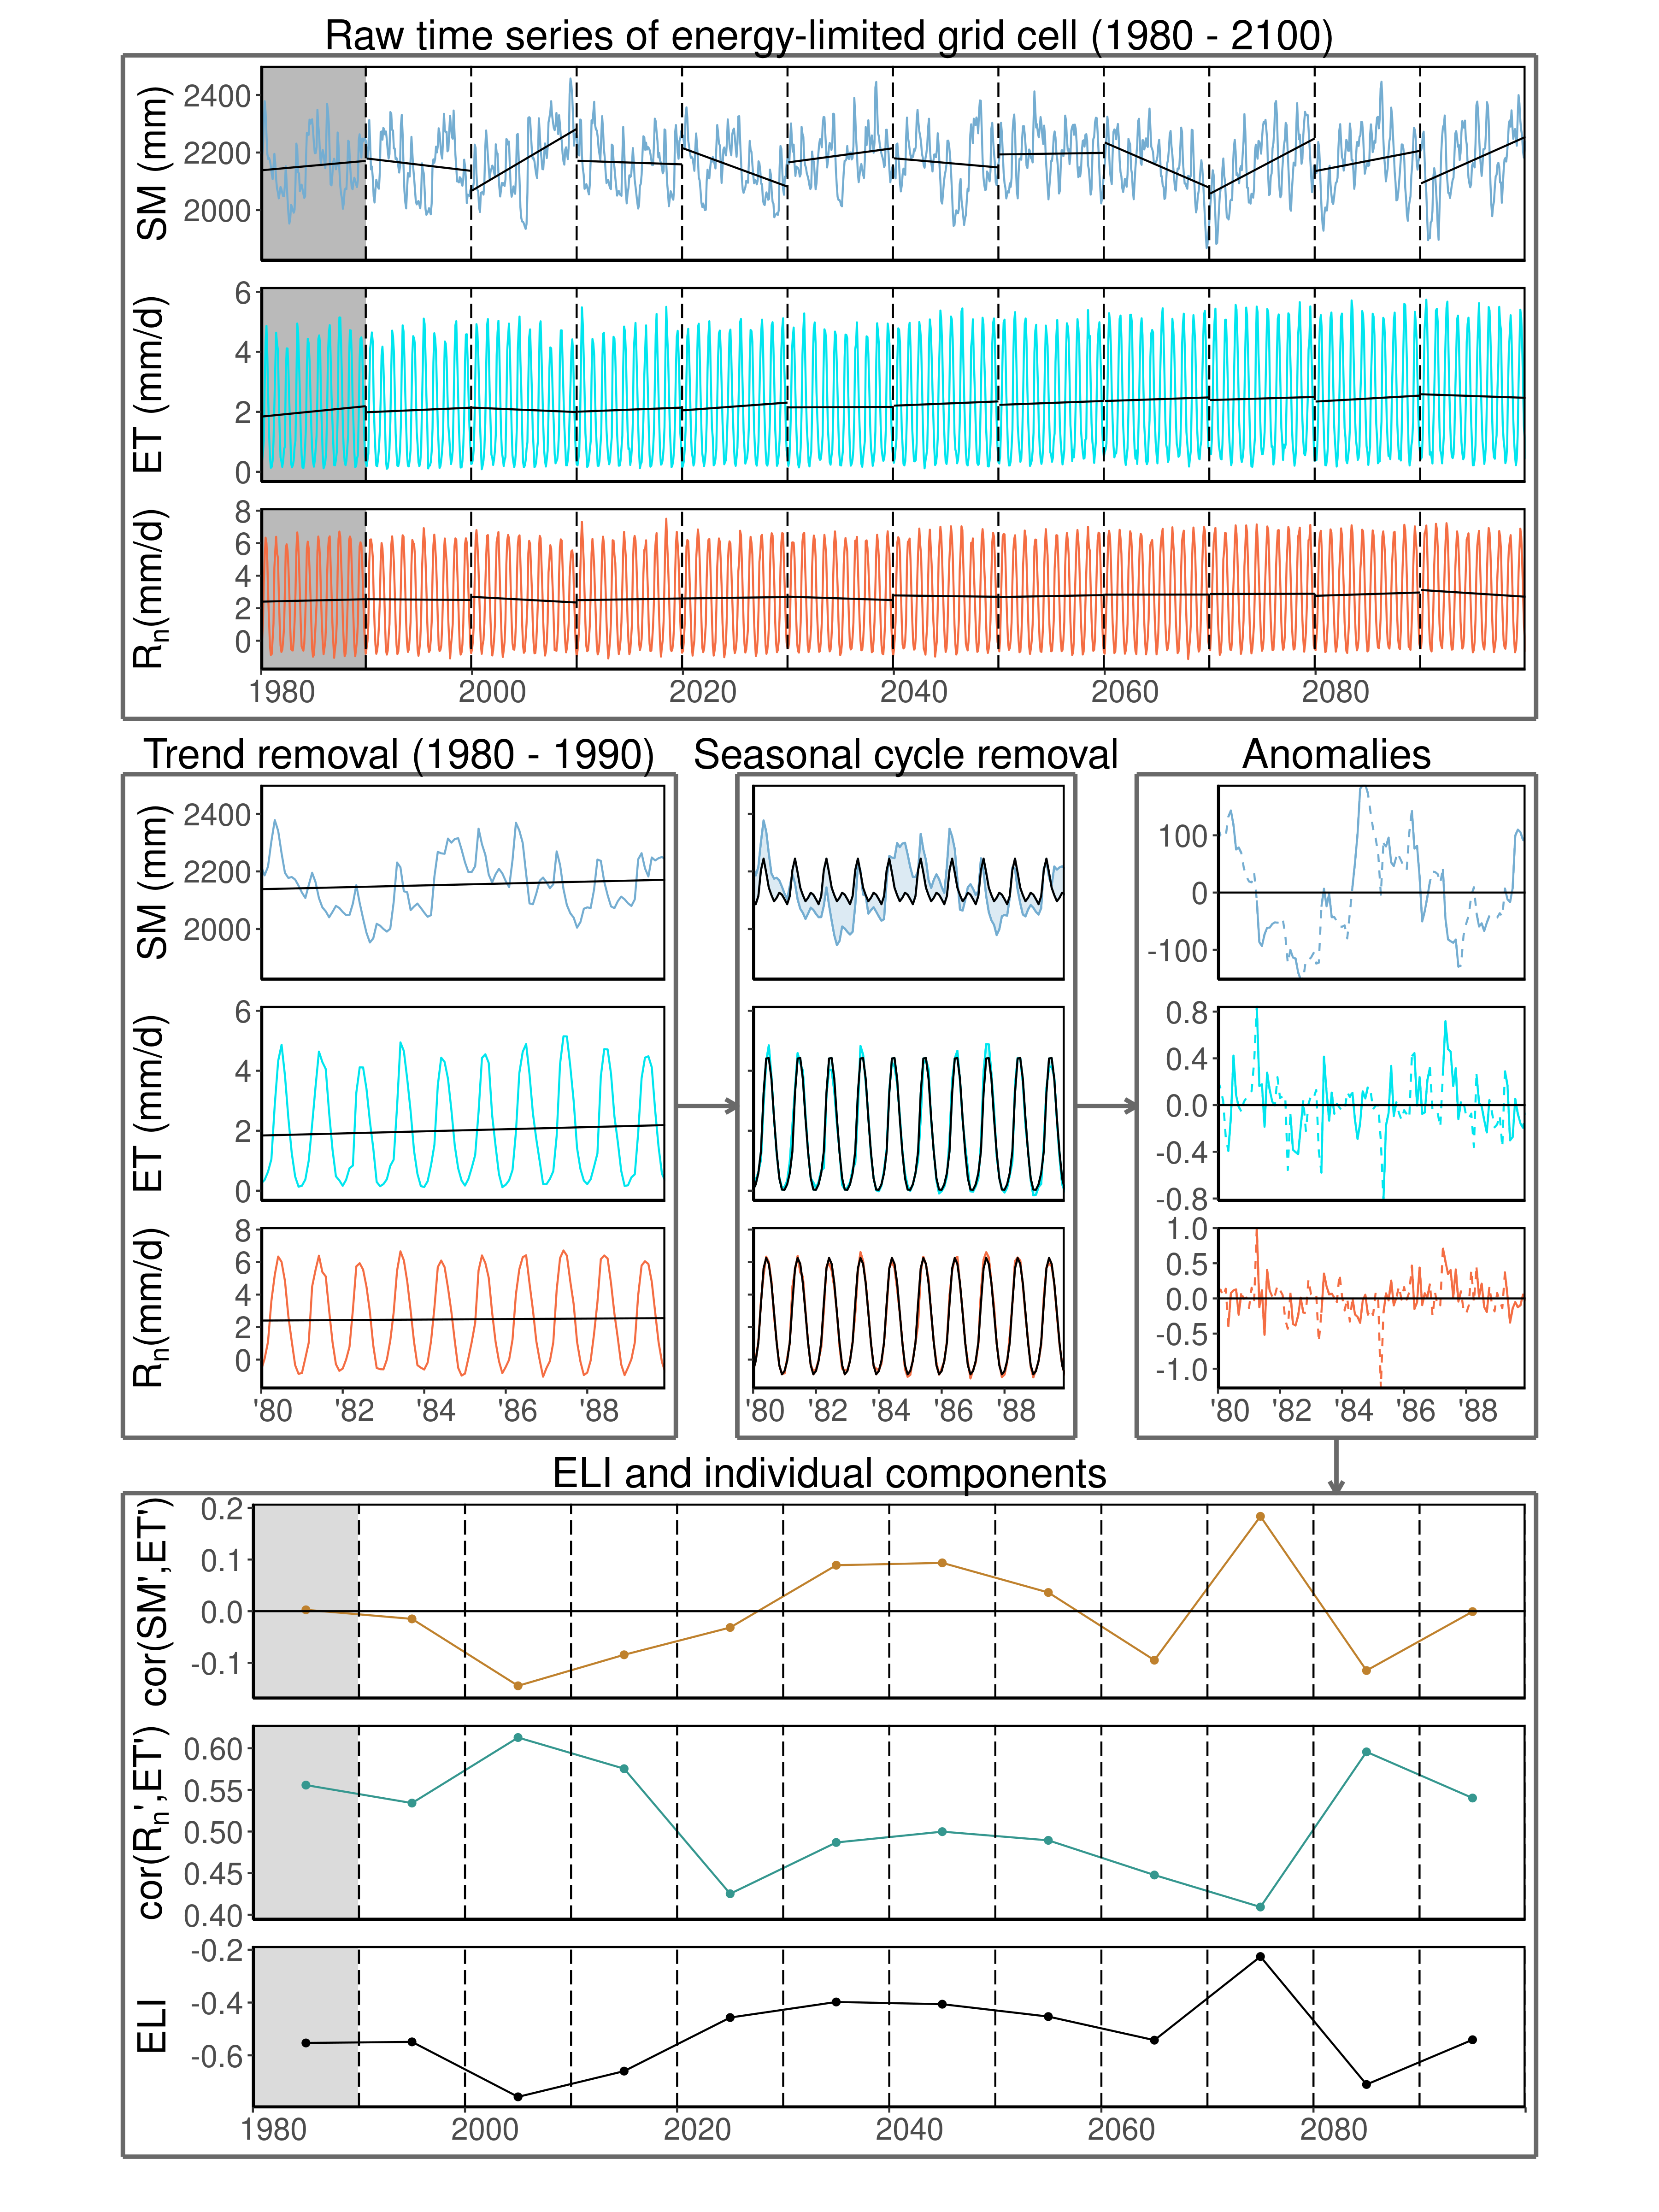 Raw time series of energy-limited grid cell (1980 - 2100)
SM (mm)
2400
2200
2000
ET (mm/d)
6
4
2
0
Rn(mm/d)
8
6
4
2
0
1980 2000 2020 2040 2060 2080
Trend removal (1980 - 1990)
Seasonal cycle removal
Anomalies
SM (mm)
2400
2200
2000
100
0
-100
ET (mm/d)
6
4
2
0
0.8
0.4
0.0
-0.4
-0.8
Rn(mm/d)
8
6
4
2
0
1.0
0.5
0.0
-0.5
-1.0
'80 '82 '84 '86 '88
'80 '82 '84 '86 '88
'80 '82 '84 '86 '88
ELI and individual components
cor(SM',ET')
0.2
0.1
0.0
-0.1
cor(Rn',ET')
0.60
0.55
0.50
0.45
0.40
ELI
-0.2
-0.4
-0.6
1980 2000 2020 2040 2060 2080